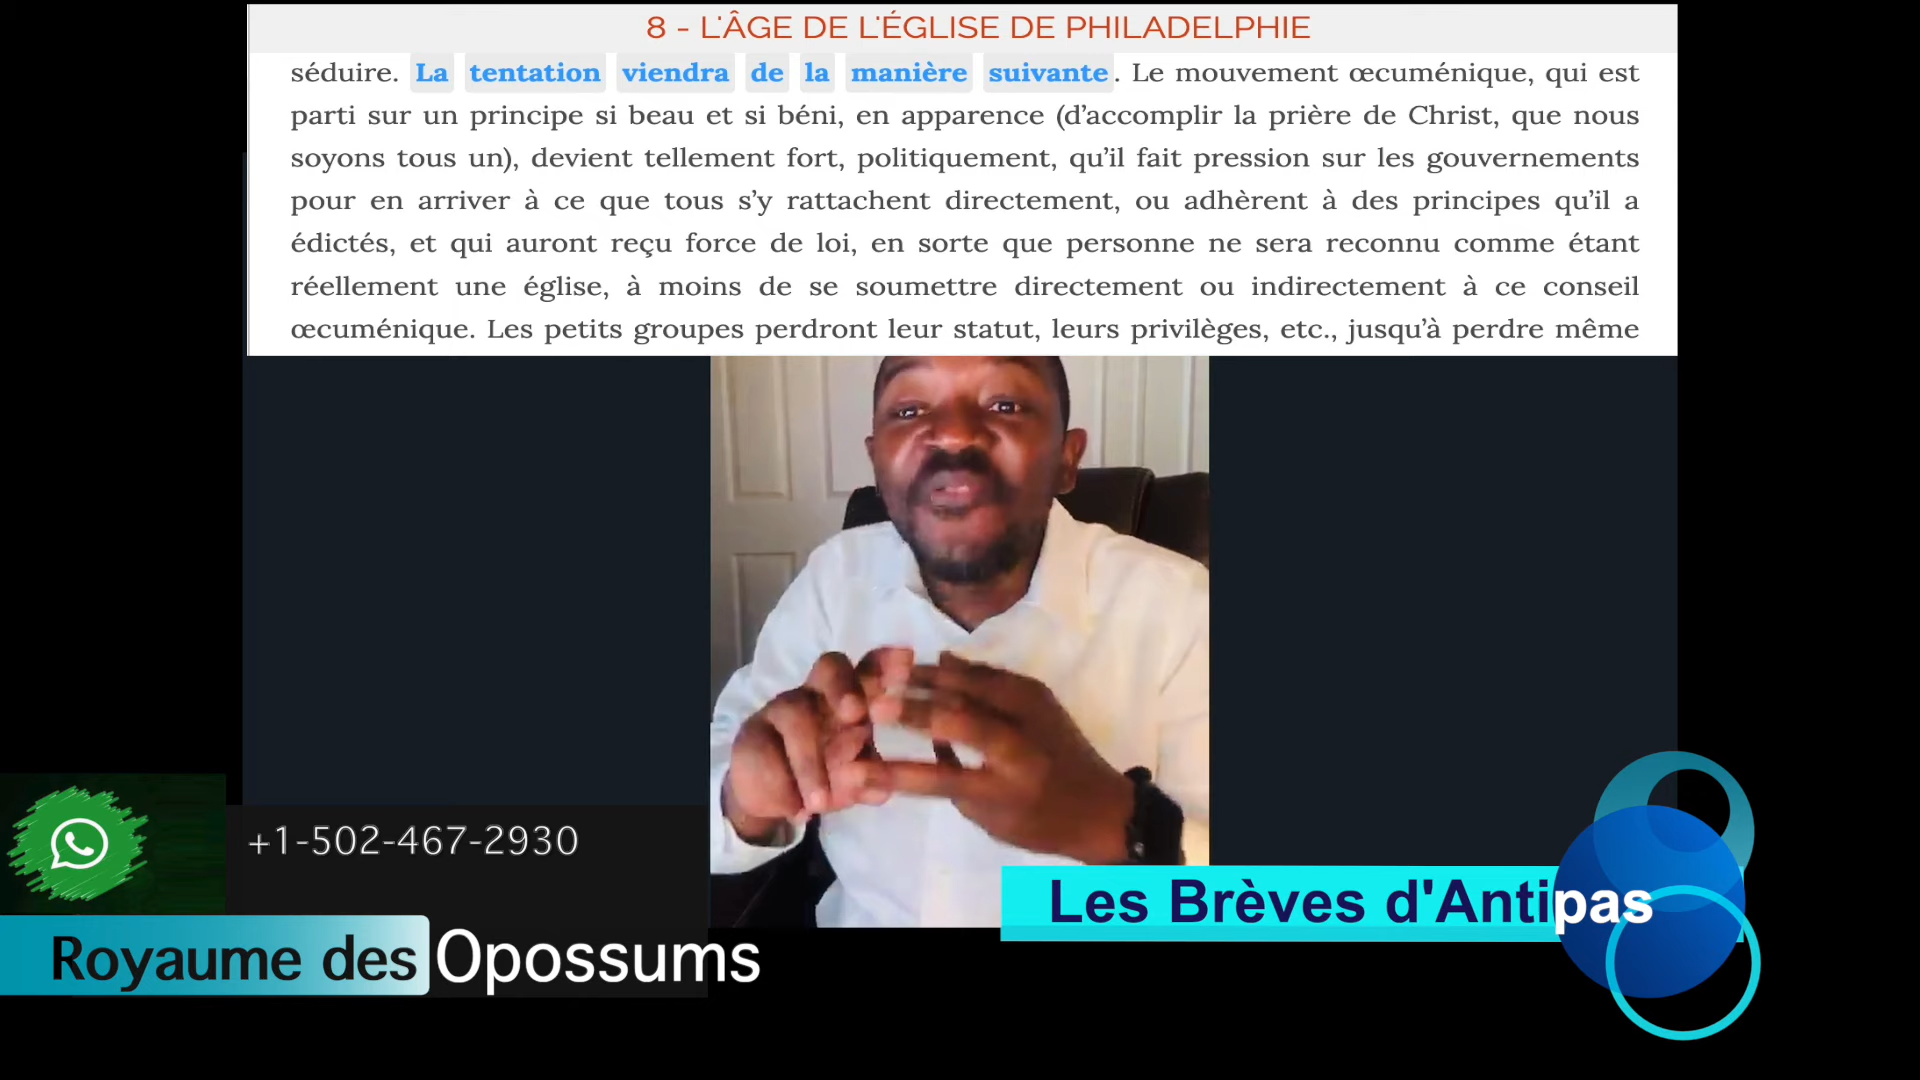 8 - L'ÂGE DE L'ÉGLISE DE PHILADELPHIE
séduire. La tentation viendra de la manière suivante. Le mouvement œcuménique, qui est
parti sur un principe si beau et si béni, en apparence (d’accomplir la prière de Christ, que nous
soyons tous un), devient tellement fort, politiquement, qu’il fait pression sur les gouvernements
pour en arriver à ce que tous s’y rattachent directement, ou adhèrent à des principes qu’il a
édictés, et qui auront reçu force de loi, en sorte que personne ne sera reconnu comme étant
réellement une église, à moins de se soumettre directement ou indirectement à ce conseil
œcuménique. Les petits groupes perdront leur statut, leurs privilèges, etc., jusqu’à perdre même
+1-502-467-2930
Les Brèves d'Antipas
Royaume des Opossums